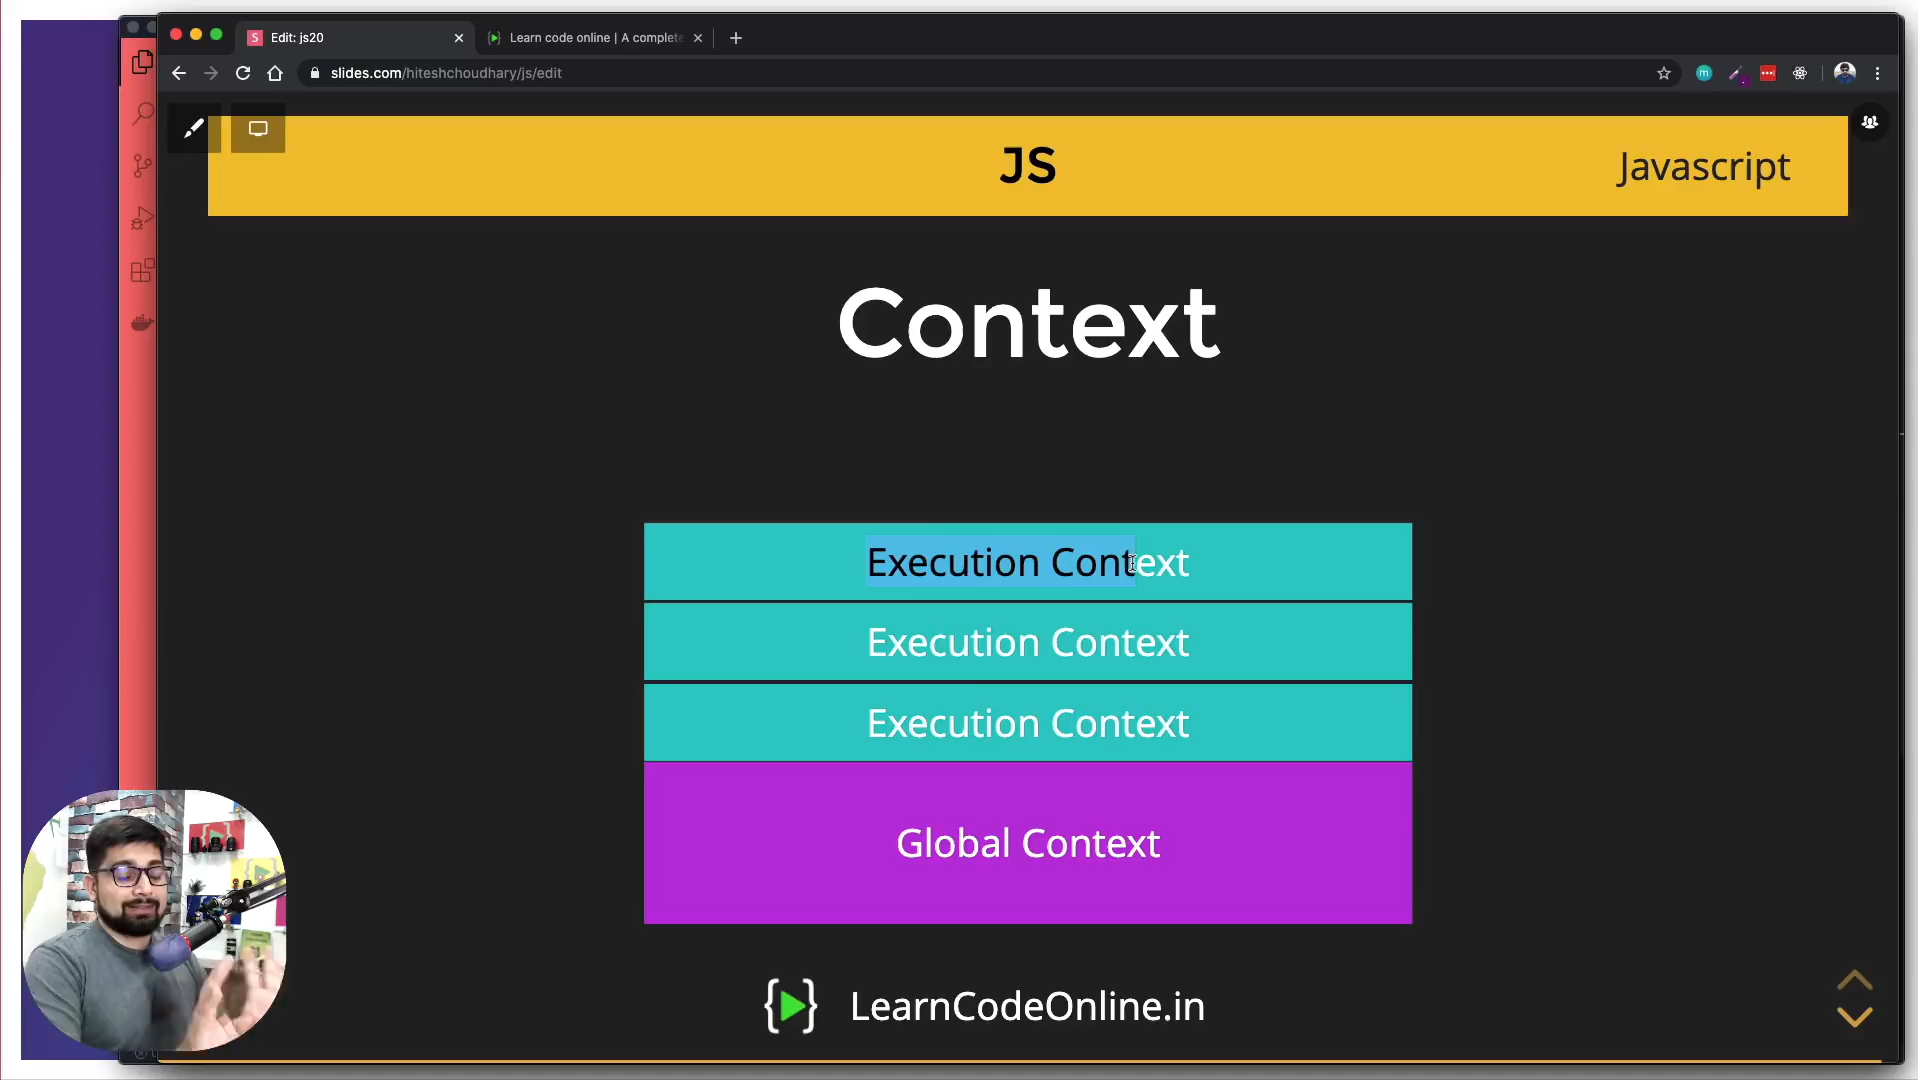 Edit: js20
Learn code online | A complete
slides.com/hiteshchoudhary/js/edit
JS
Javascript
Context
Execution Context
Execution Context
Execution Context
Global Context
LearnCodeOnline.in